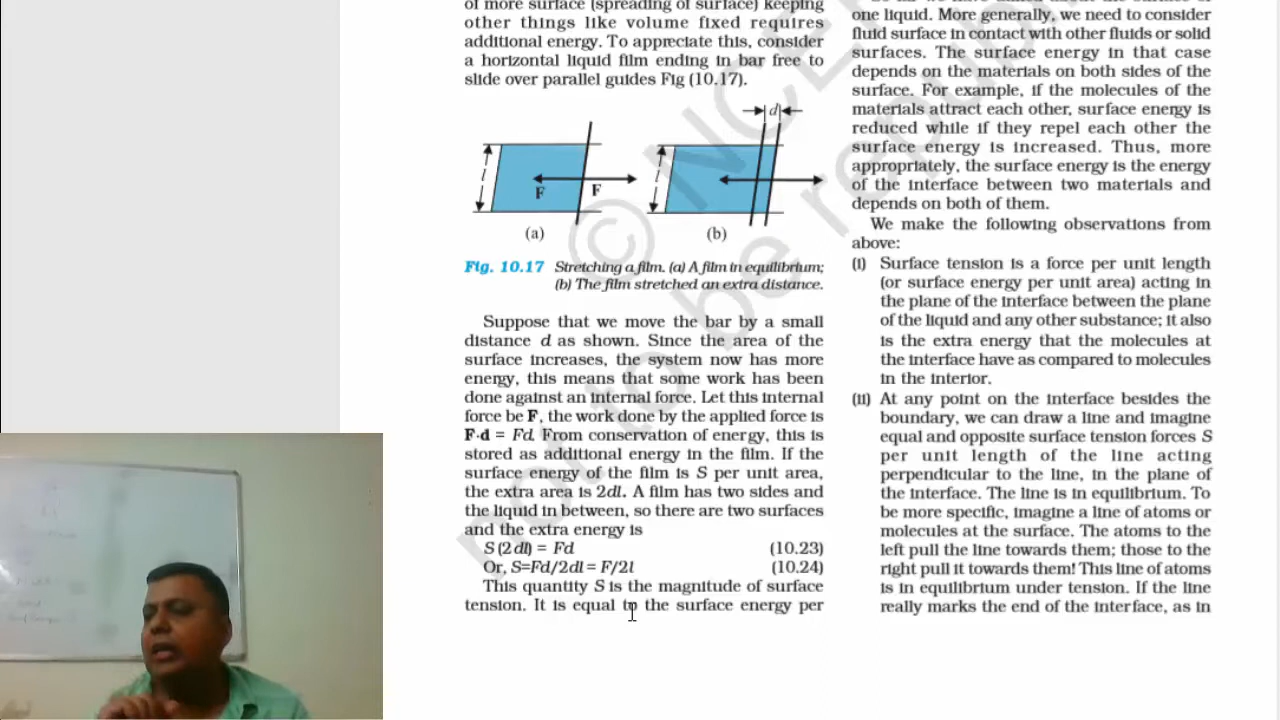 of more surface (spreading of surface) keeping
other things like volume fixed requires
additional energy. To appreciate this, consider
a horizontal liquid film ending in bar free to
slide over parallel guides Fig (10.17).
d
l
F
F
l
(a)
(b)
Fig. 10.17 Stretching a film. (a) A film in equilibrium;
(b) The film stretched an extra distance.
Suppose that we move the bar by a small
distance d as shown. Since the area of the
surface increases, the system now has more
energy, this means that some work has been
done against an internal force. Let this internal
force be F, the work done by the applied force is
F·d = Fd. From conservation of energy, this is
stored as additional energy in the film. If the
surface energy of the film is S per unit area,
the extra area is 2dl. A film has two sides and
the liquid in between, so there are two surfaces
and the extra energy is
S (2dl) = Fd (10.23)
Or, S=Fd/2dl = F/2l (10.24)
This quantity S is the magnitude of surface
tension. It is equal to the surface energy per
one liquid. More generally, we need to consider
fluid surface in contact with other fluids or solid
surfaces. The surface energy in that case
depends on the materials on both sides of the
surface. For example, if the molecules of the
materials attract each other, surface energy is
reduced while if they repel each other the
surface energy is increased. Thus, more
appropriately, the surface energy is the energy
of the interface between two materials and
depends on both of them.
We make the following observations from
above:
(i) Surface tension is a force per unit length
(or surface energy per unit area) acting in
the plane of the interface between the plane
of the liquid and any other substance; it also
is the extra energy that the molecules at
the interface have as compared to molecules
in the interior.
(ii) At any point on the interface besides the
boundary, we can draw a line and imagine
equal and opposite surface tension forces S
per unit length of the line acting
perpendicular to the line, in the plane of
the interface. The line is in equilibrium. To
be more specific, imagine a line of atoms or
molecules at the surface. The atoms to the
left pull the line towards them; those to the
right pull it towards them! This line of atoms
is in equilibrium under tension. If the line
really marks the end of the interface, as in
© NCE
not to be republ